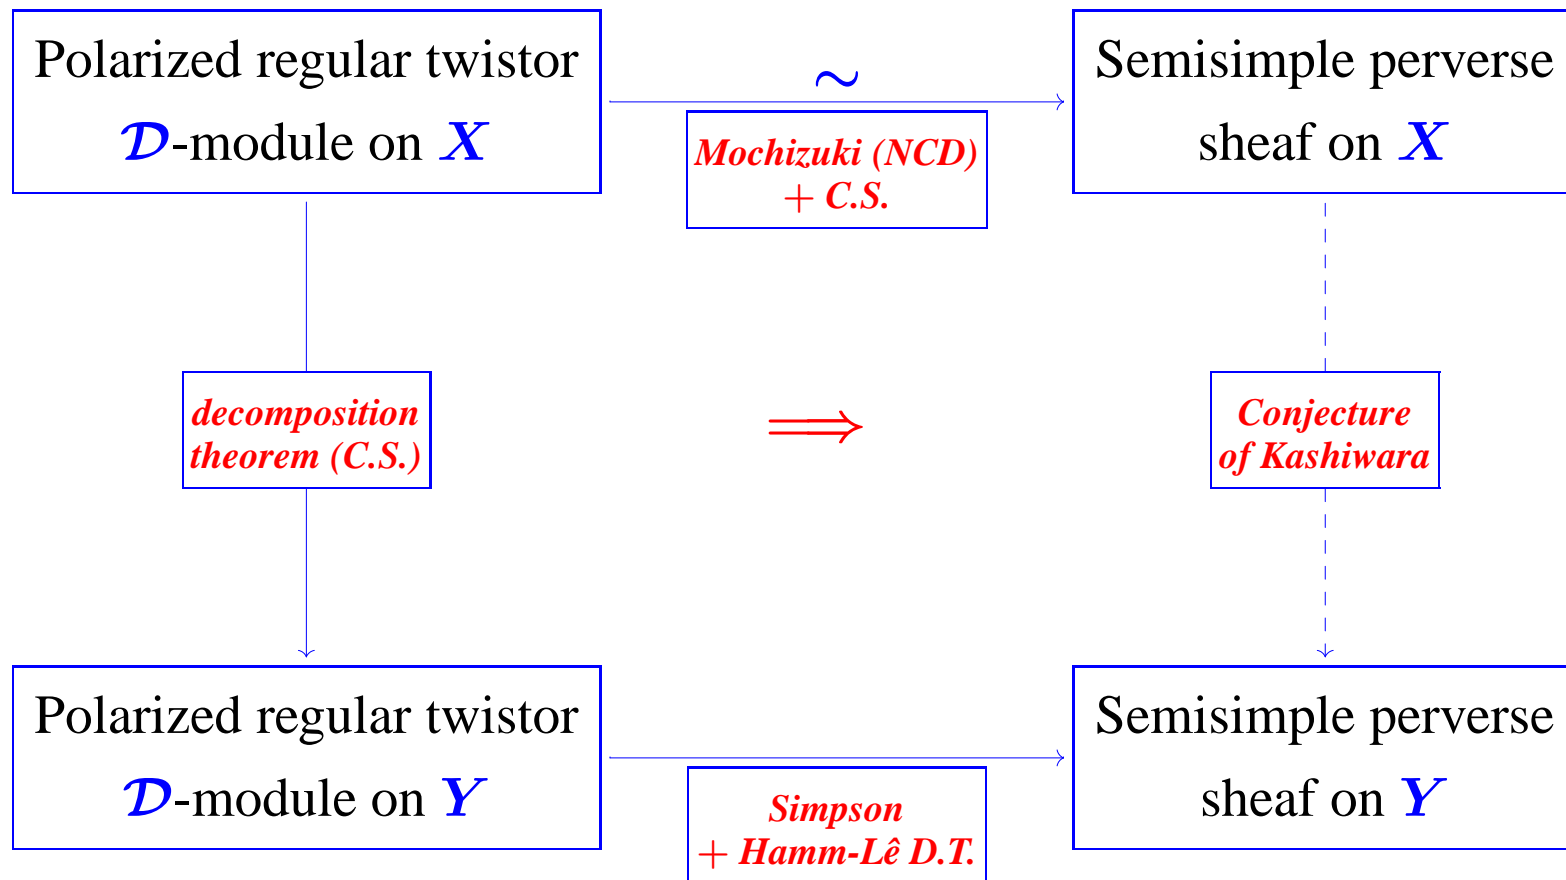 Polarized regular twistor
𝒟-module on X
∼
Mochizuki (NCD)
+ C.S.
Semisimple perverse
sheaf on X
decomposition
theorem (C.S.)
⟹
Conjecture
of Kashiwara
Polarized regular twistor
𝒟-module on Y
Simpson
+ Hamm-Lê D.T.
Semisimple perverse
sheaf on Y